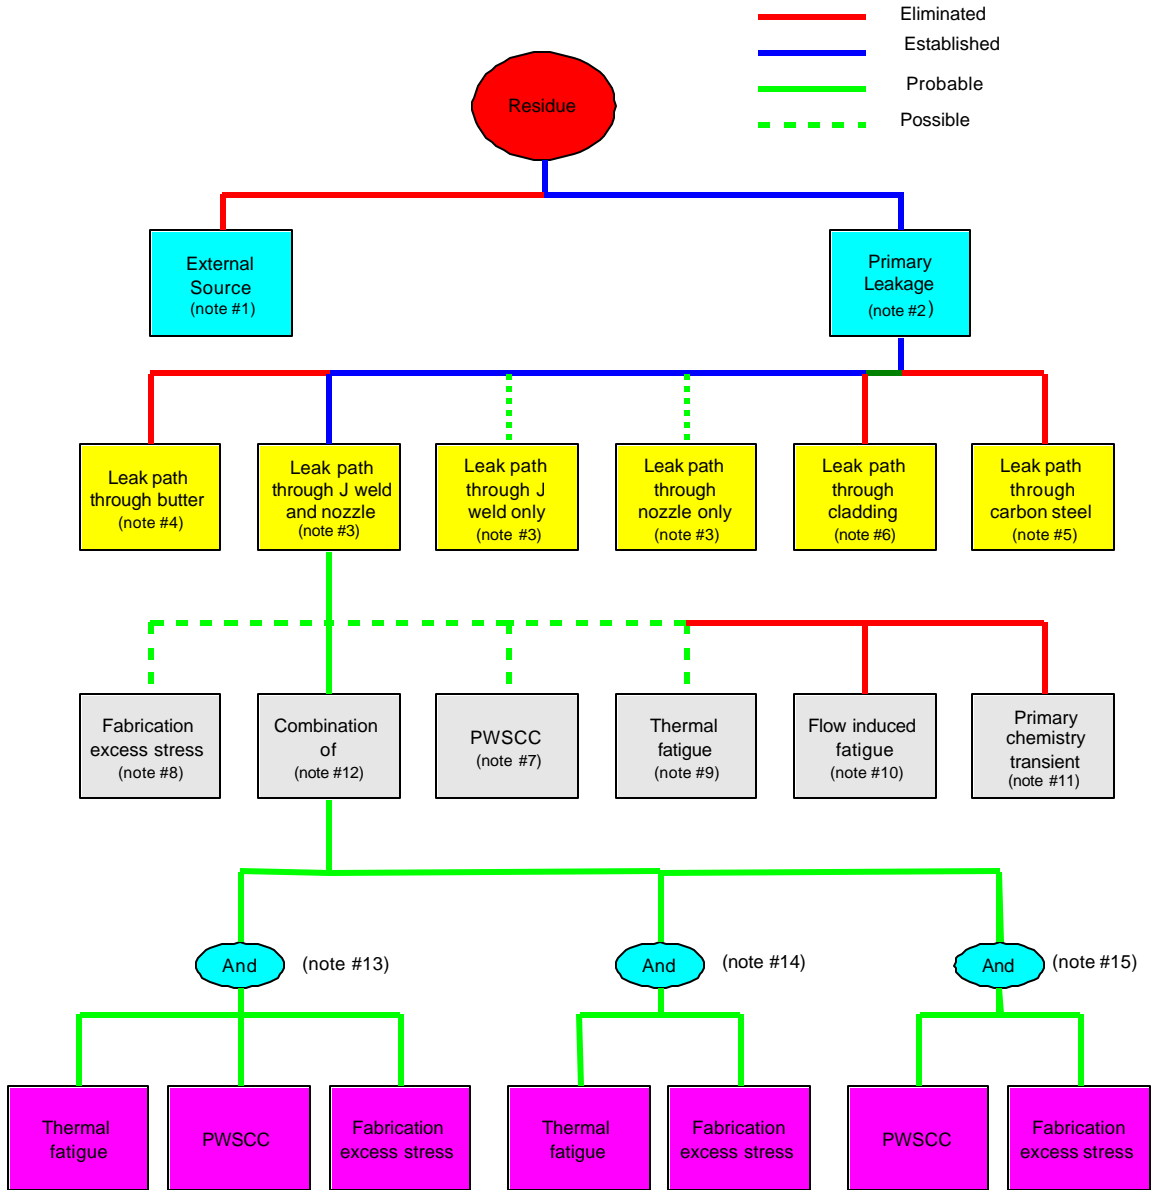 Eliminated
Established
Probable
Possible
Residue
External
Source
(note #1)
Primary
Leakage
(note #2)
Leak path
through butter
(note #4)
Leak path
through J weld
and nozzle
(note #3)
Leak path
through J
weld only
(note #3)
Leak path
through
nozzle only
(note #3)
Leak path
through
cladding
(note #6)
Leak path
through
carbon steel
(note #5)
Fabrication
excess stress
(note #8)
Combination
of
(note #12)
PWSCC
(note #7)
Thermal
fatigue
(note #9)
Flow induced
fatigue
(note #10)
Primary
chemistry
transient
(note #11)
And
(note #13)
And
(note #14)
And
(note #15)
Thermal
fatigue
PWSCC
Fabrication
excess stress
Thermal
fatigue
Fabrication
excess stress
PWSCC
Fabrication
excess stress